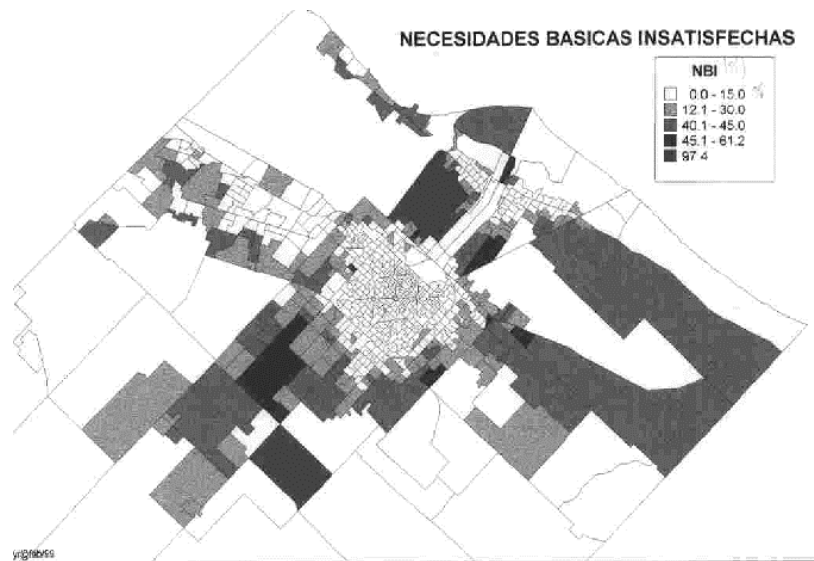 NECESIDADES BASICAS INSATISFECHAS
NBI
0.0 - 15.0
12.1 - 30.0
40.1 - 45.0
45.1 - 61.2
97.4